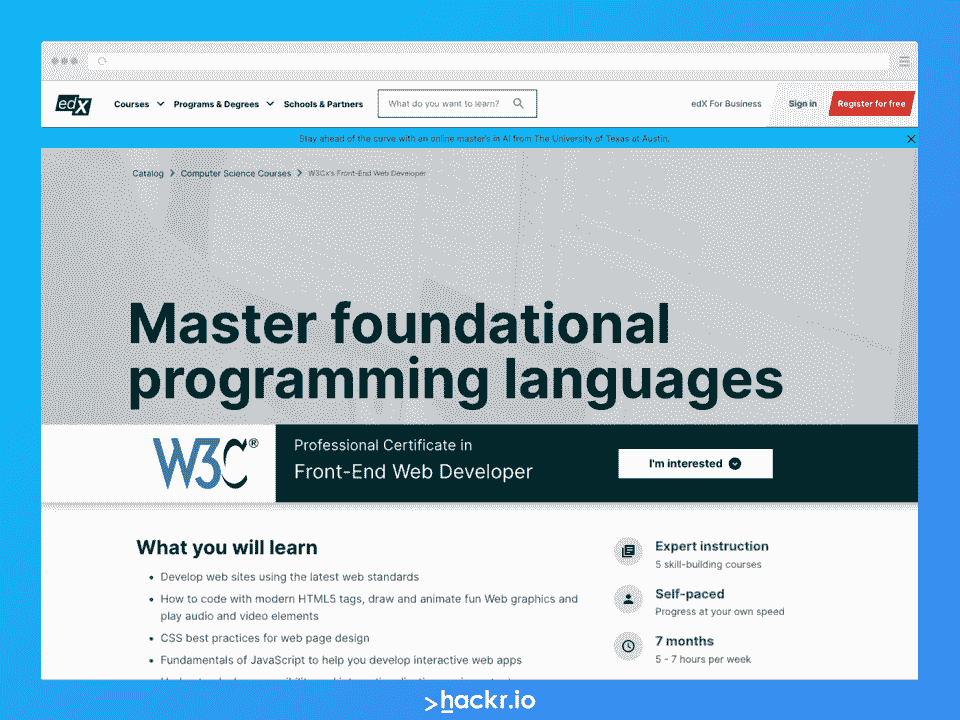 edX
Courses
Programs & Degrees
Schools & Partners
What do you want to learn?
edX For Business
Sign in
Register for free
Stay ahead of the curve with an online master's in AI from The University of Texas at Austin.
Catalog > Computer Science Courses > W3Cx's Front-End Web Developer
Master foundational
programming languages
W3C®
Professional Certificate in
Front-End Web Developer
I'm interested
What you will learn
• Develop web sites using the latest web standards
• How to code with modern HTML5 tags, draw and animate fun Web graphics and
play audio and video elements
• CSS best practices for web page design
• Fundamentals of JavaScript to help you develop interactive web apps
Expert instruction
5 skill-building courses
Self-paced
Progress at your own speed
7 months
5 - 7 hours per week
>hackr.io